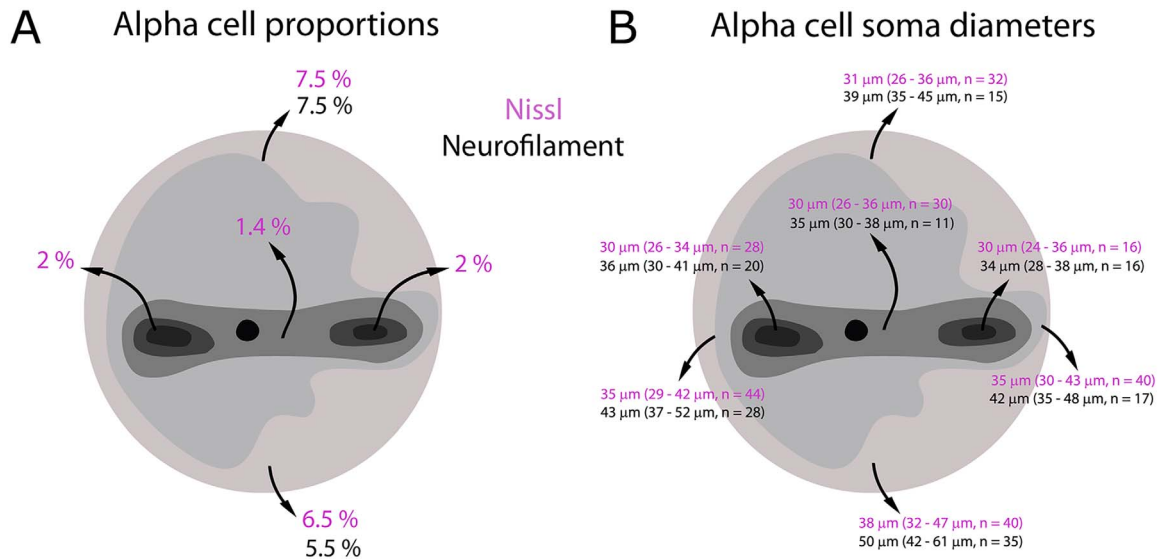 A
Alpha cell proportions
7.5 %
7.5 %
Nissl
Neurofilament
1.4 %
2 %
2 %
6.5 %
5.5 %
B
Alpha cell soma diameters
31 µm (26 - 36 µm, n = 32)
39 µm (35 - 45 µm, n = 15)
30 µm (26 - 36 µm, n = 30)
35 µm (30 - 38 µm, n = 11)
30 µm (26 - 34 µm, n = 28)
36 µm (30 - 41 µm, n = 20)
30 µm (24 - 36 µm, n = 16)
34 µm (28 - 38 µm, n = 16)
35 µm (29 - 42 µm, n = 44)
43 µm (37 - 52 µm, n = 28)
35 µm (30 - 43 µm, n = 40)
42 µm (35 - 48 µm, n = 17)
38 µm (32 - 47 µm, n = 40)
50 µm (42 - 61 µm, n = 35)